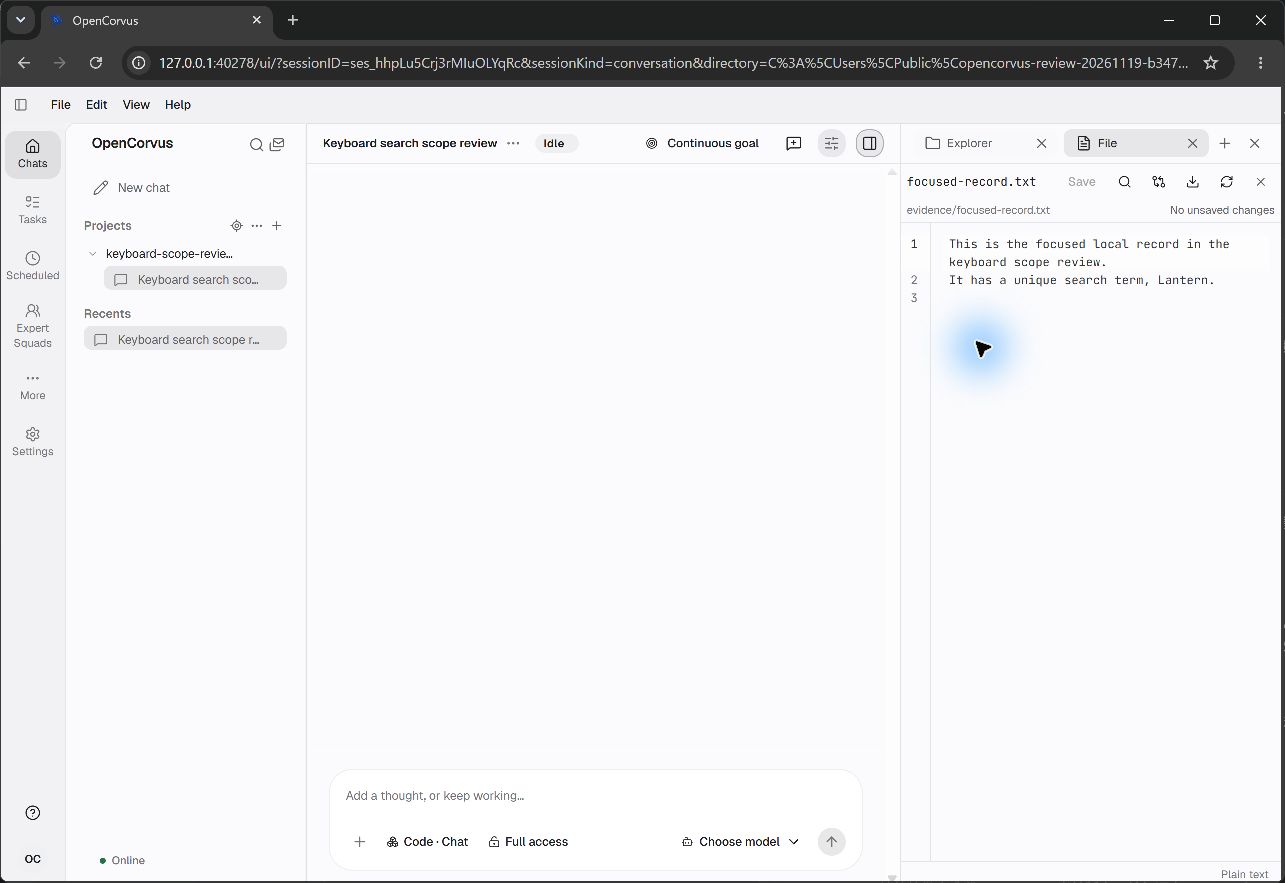 OpenCorvus
127.0.0.1:40278/ui/?sessionID=ses_hhpLu5Crj3rMIuOLYqRc&sessionKind=conversation&directory=C%3A%5CUsers%5CPublic%5Copencorvus-review-20261119-b347...
File Edit View Help
Chats
Tasks
Scheduled
Expert
Squads
More
Settings
OC
OpenCorvus
New chat
Projects
keyboard-scope-revie...
Keyboard search sco...
Recents
Keyboard search scope r...
Online
Keyboard search scope review ... Idle
Continuous goal
Add a thought, or keep working...
Code · Chat Full access Choose model
Explorer File
focused-record.txt Save
evidence/focused-record.txt No unsaved changes
1 This is the focused local record in the
keyboard scope review.
2 It has a unique search term, Lantern.
3
Plain text